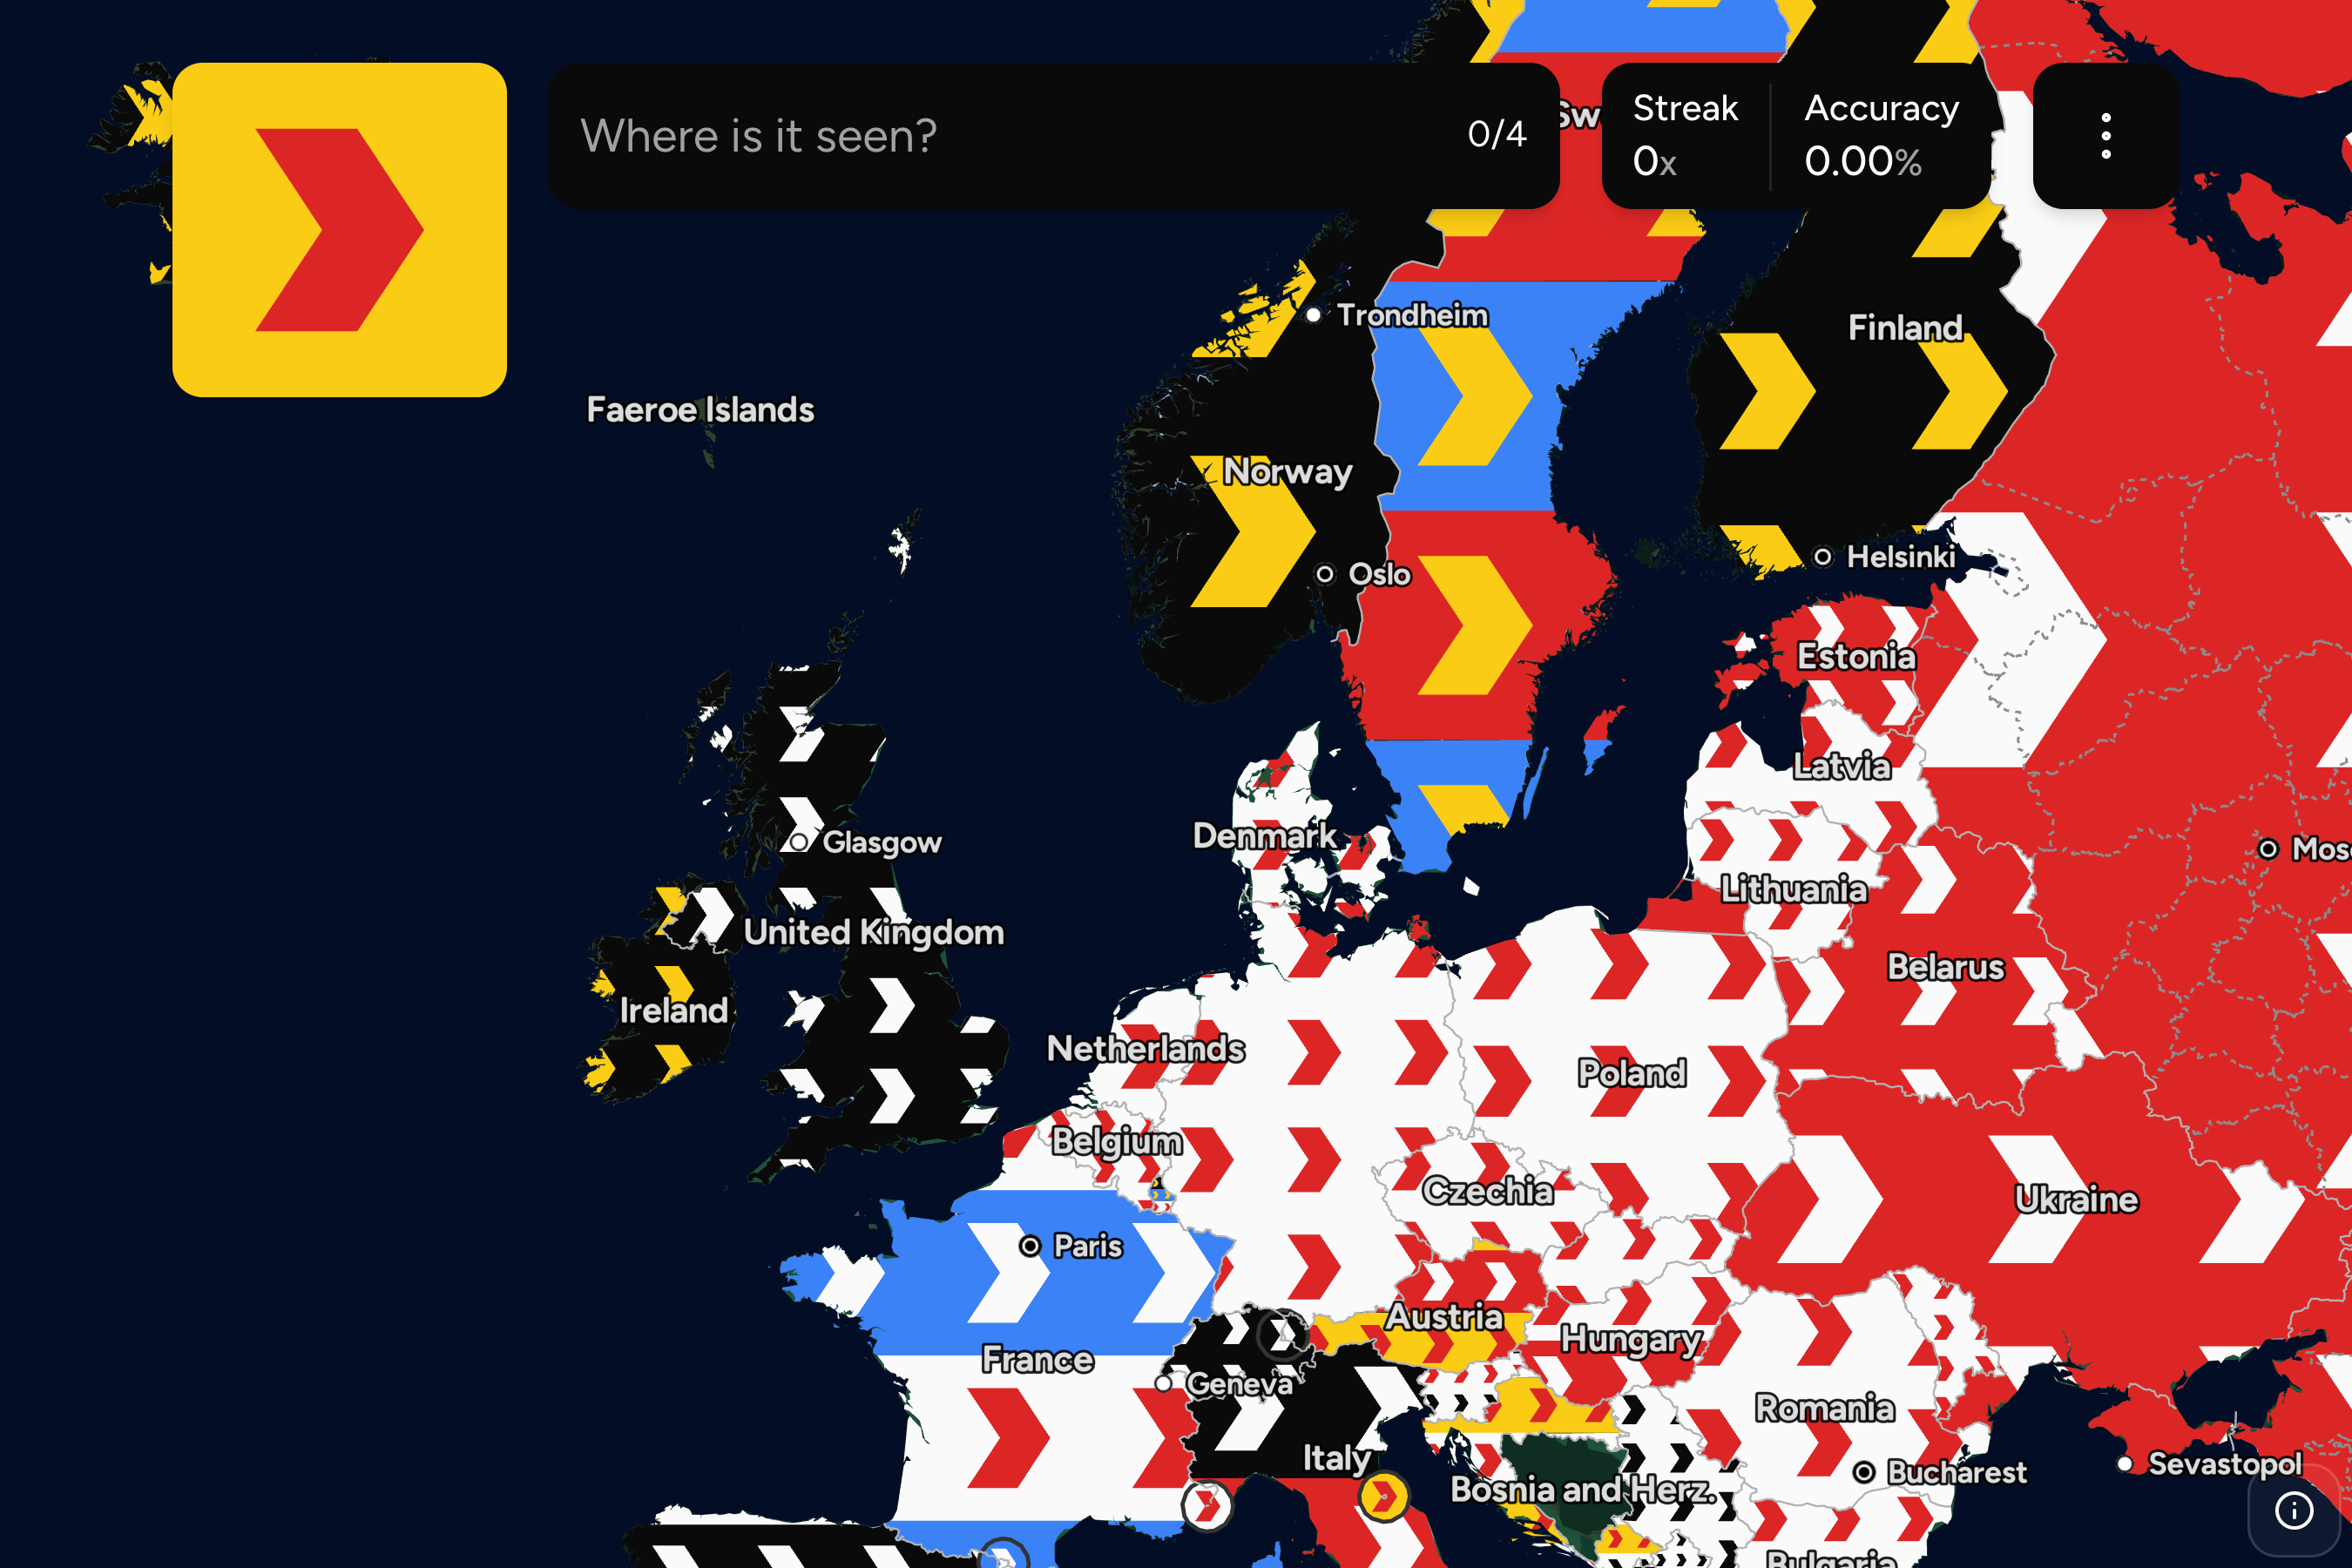 Where is it seen?
0/4
Sw
Streak
0x
Accuracy
0.00%
Trondheim
Finland
Faeroe Islands
Norway
Helsinki
Oslo
Estonia
Latvia
Denmark
Glasgow
Mosc
Lithuania
United Kingdom
Belarus
Ireland
Netherlands
Poland
Belgium
Czechia
Ukraine
Paris
Austria
Hungary
France
Geneva
Romania
Italy
Bucharest
Sevastopol
Bosnia and Herz.
Bulgaria